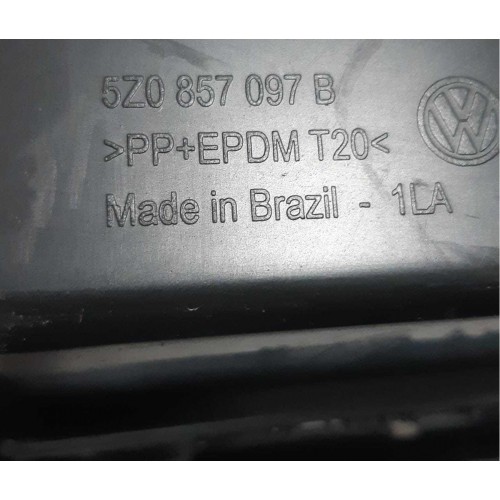 5Z0 857 097 B
>PP+EPDM T20<
Made in Brazil - 1LA